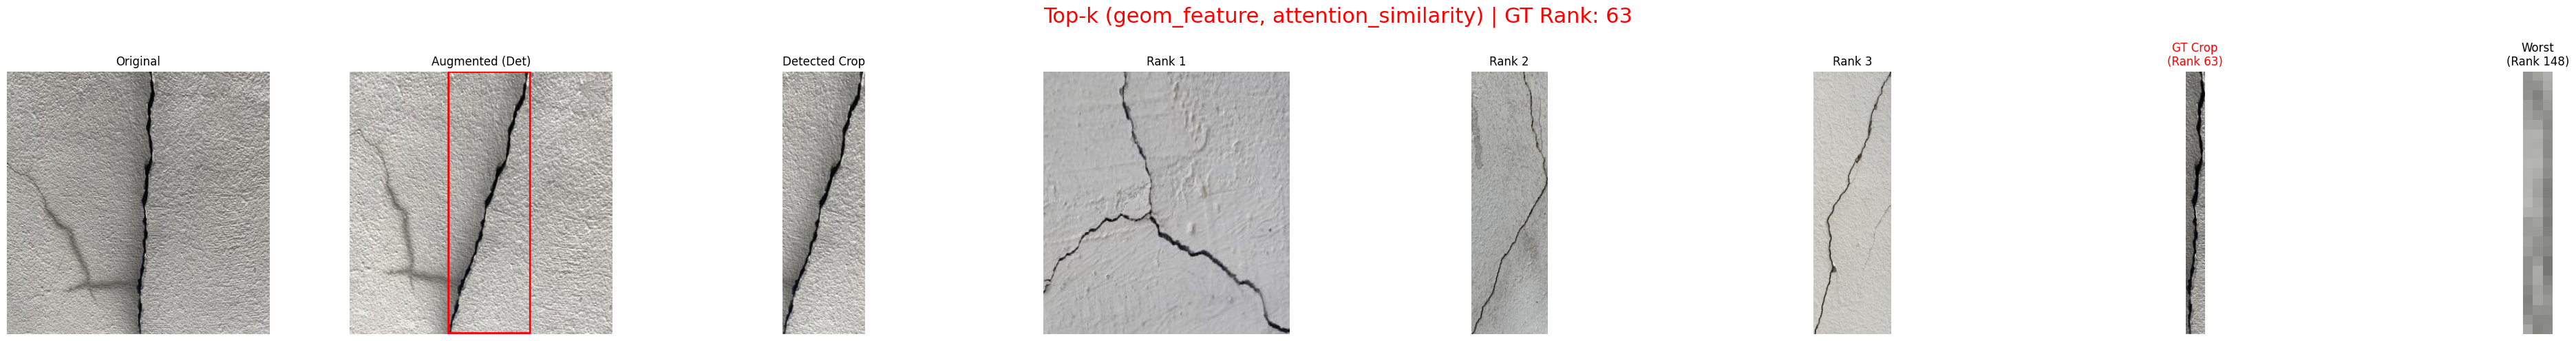 Top-k (geom_feature, attention_similarity) | GT Rank: 63
Original
Augmented (Det)
Detected Crop
Rank 1
Rank 2
Rank 3
GT Crop
(Rank 63)
Worst
(Rank 148)